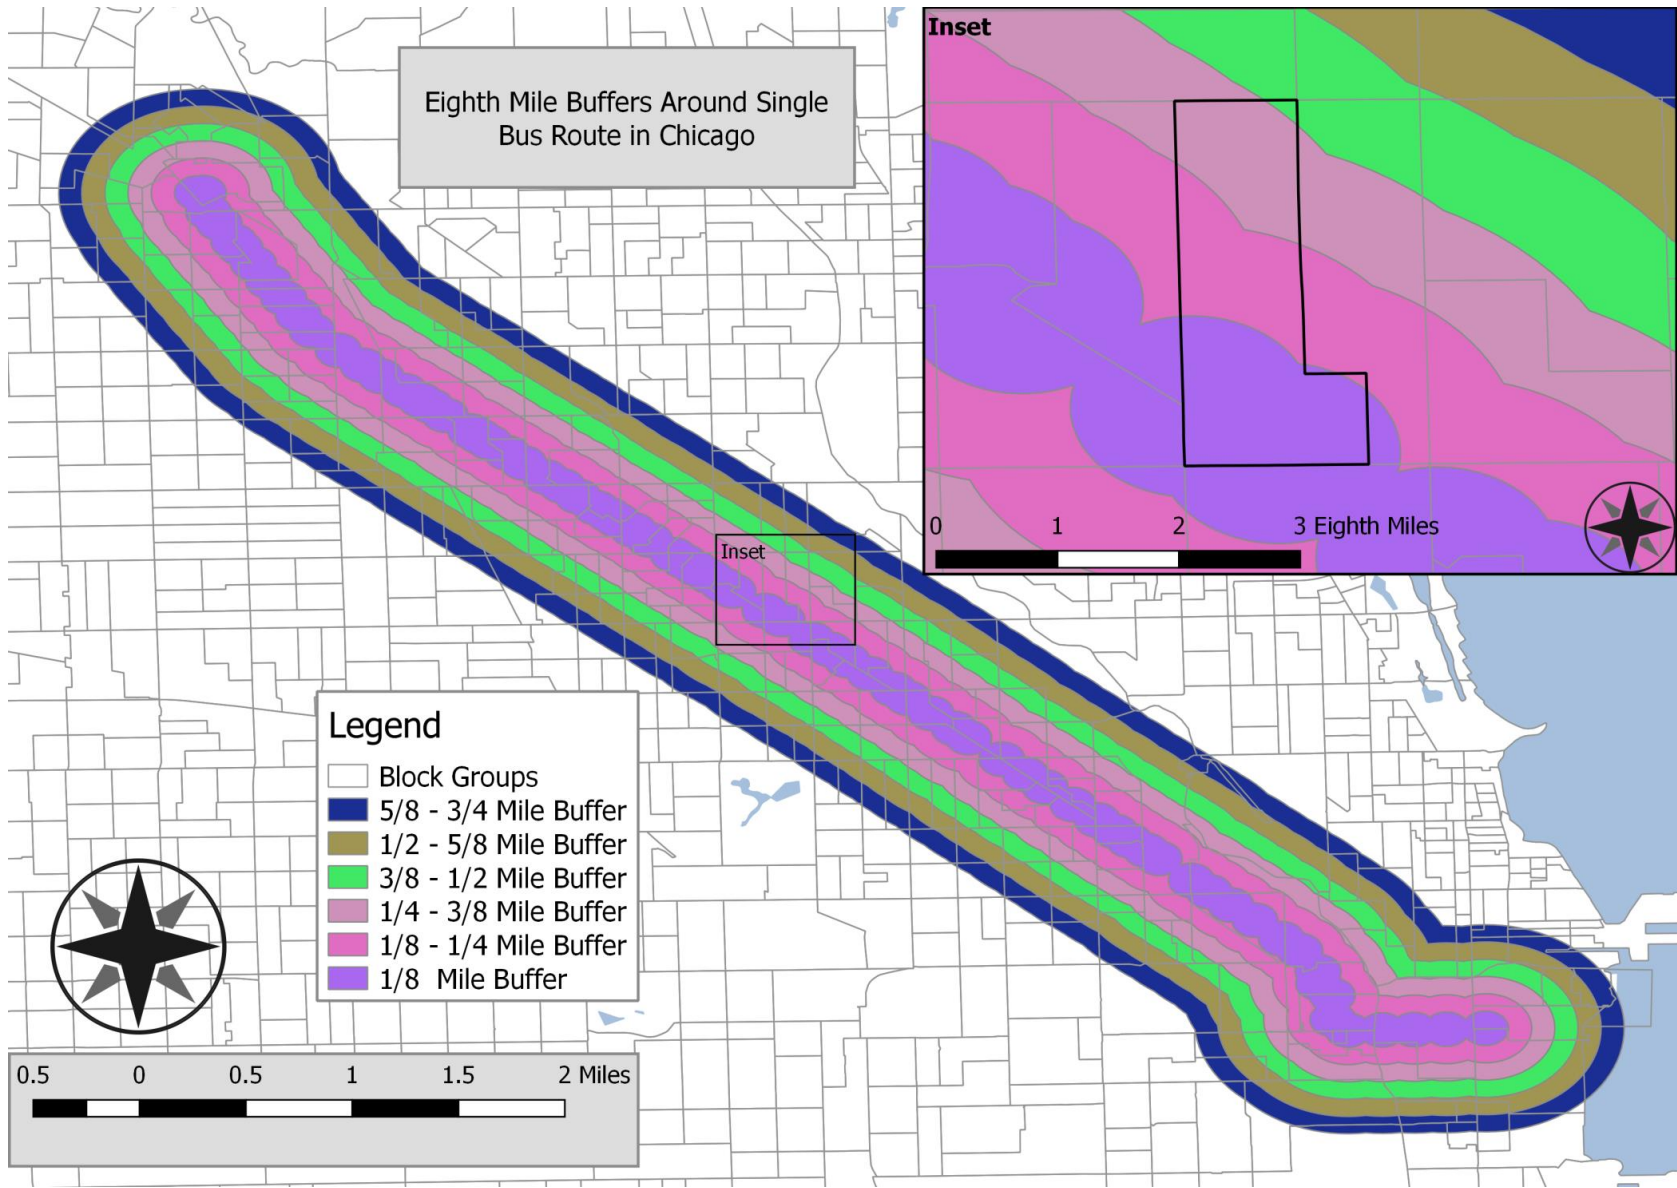 Inset
Eighth Mile Buffers Around Single
Bus Route in Chicago
0 1 2 3 Eighth Miles
Inset
Legend
Block Groups
5/8 - 3/4 Mile Buffer
1/2 - 5/8 Mile Buffer
3/8 - 1/2 Mile Buffer
1/4 - 3/8 Mile Buffer
1/8 - 1/4 Mile Buffer
1/8 Mile Buffer
0.5 0 0.5 1 1.5 2 Miles